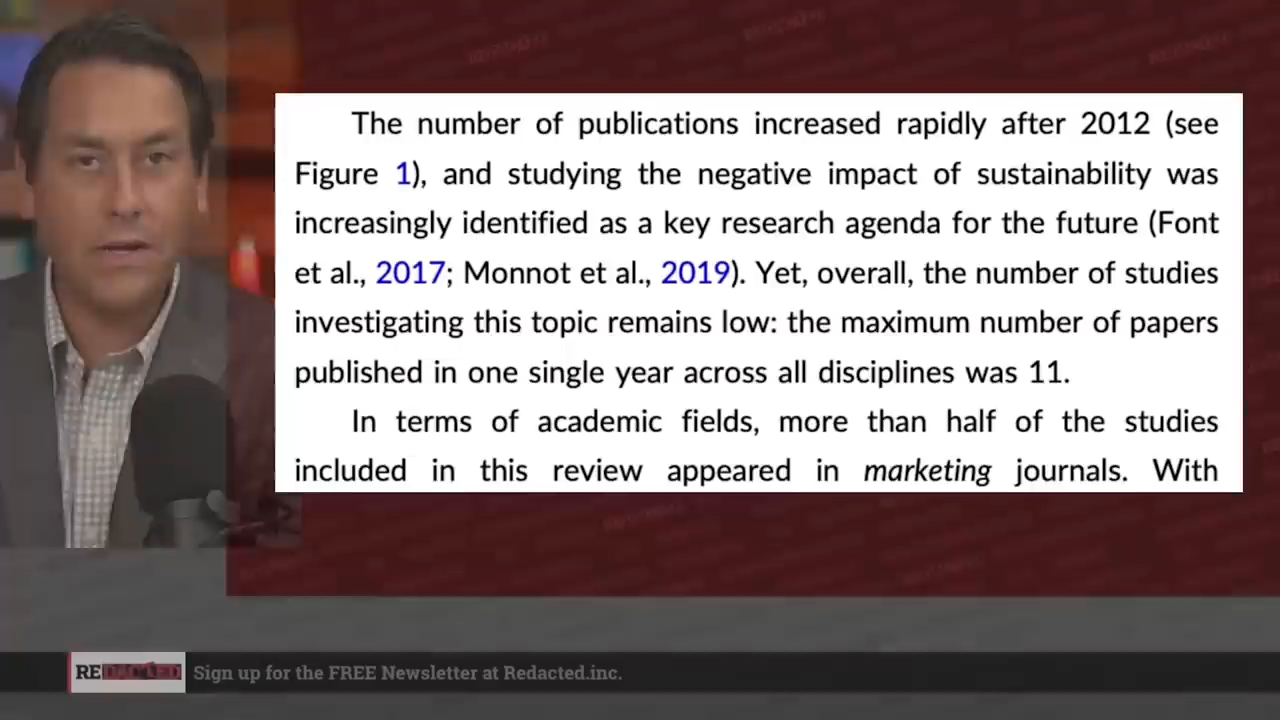 The number of publications increased rapidly after 2012 (see
Figure 1), and studying the negative impact of sustainability was
increasingly identified as a key research agenda for the future (Font
et al., 2017; Monnot et al., 2019). Yet, overall, the number of studies
investigating this topic remains low: the maximum number of papers
published in one single year across all disciplines was 11.
In terms of academic fields, more than half of the studies
included in this review appeared in marketing journals. With
REDACTED Sign up for the FREE Newsletter at Redacted.inc.